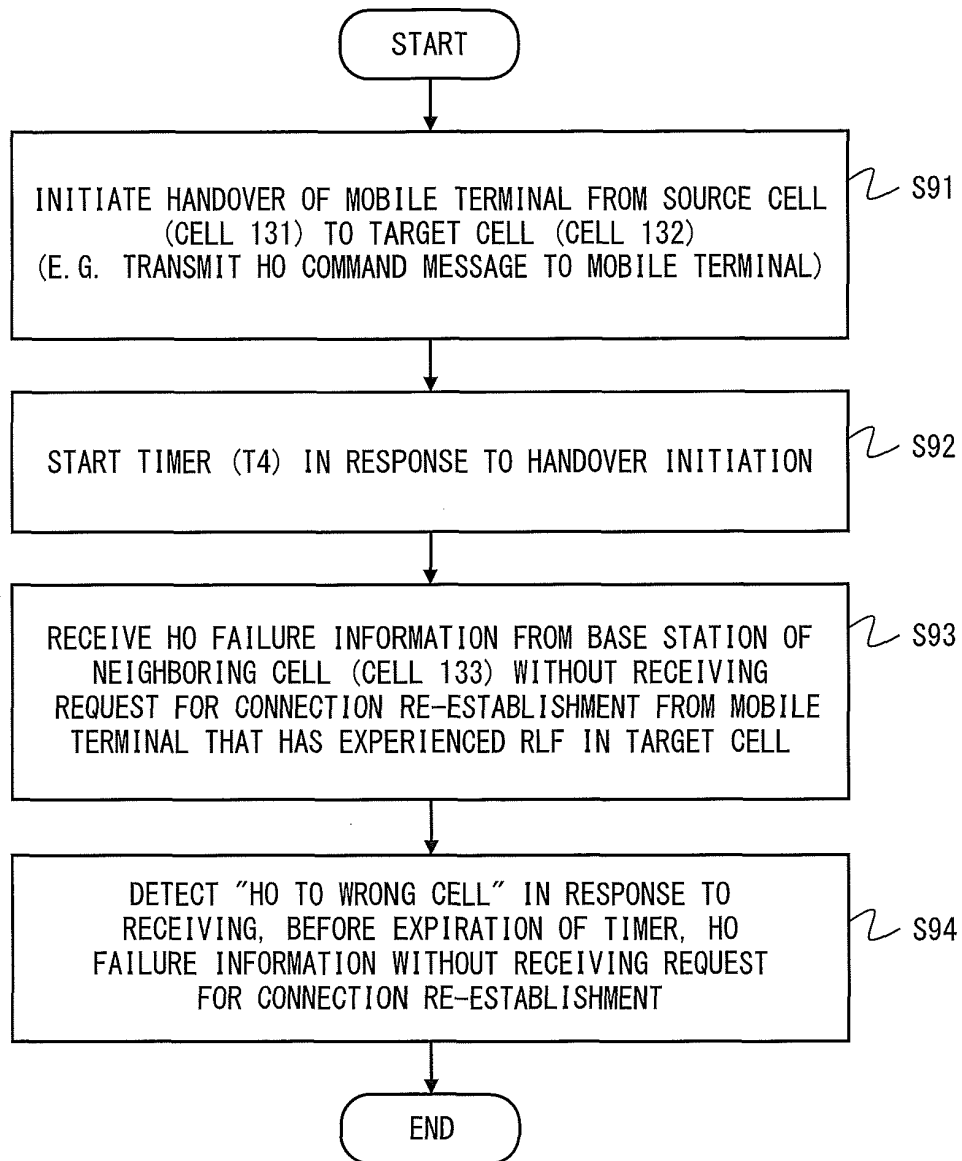 START
INITIATE HANDOVER OF MOBILE TERMINAL FROM SOURCE CELL
(CELL 131) TO TARGET CELL (CELL 132)
(E.G. TRANSMIT HO COMMAND MESSAGE TO MOBILE TERMINAL)
S91
START TIMER (T4) IN RESPONSE TO HANDOVER INITIATION
S92
RECEIVE HO FAILURE INFORMATION FROM BASE STATION OF
NEIGHBORING CELL (CELL 133) WITHOUT RECEIVING
REQUEST FOR CONNECTION RE-ESTABLISHMENT FROM MOBILE
TERMINAL THAT HAS EXPERIENCED RLF IN TARGET CELL
S93
DETECT "HO TO WRONG CELL" IN RESPONSE TO
RECEIVING, BEFORE EXPIRATION OF TIMER, HO
FAILURE INFORMATION WITHOUT RECEIVING REQUEST
FOR CONNECTION RE-ESTABLISHMENT
S94
END